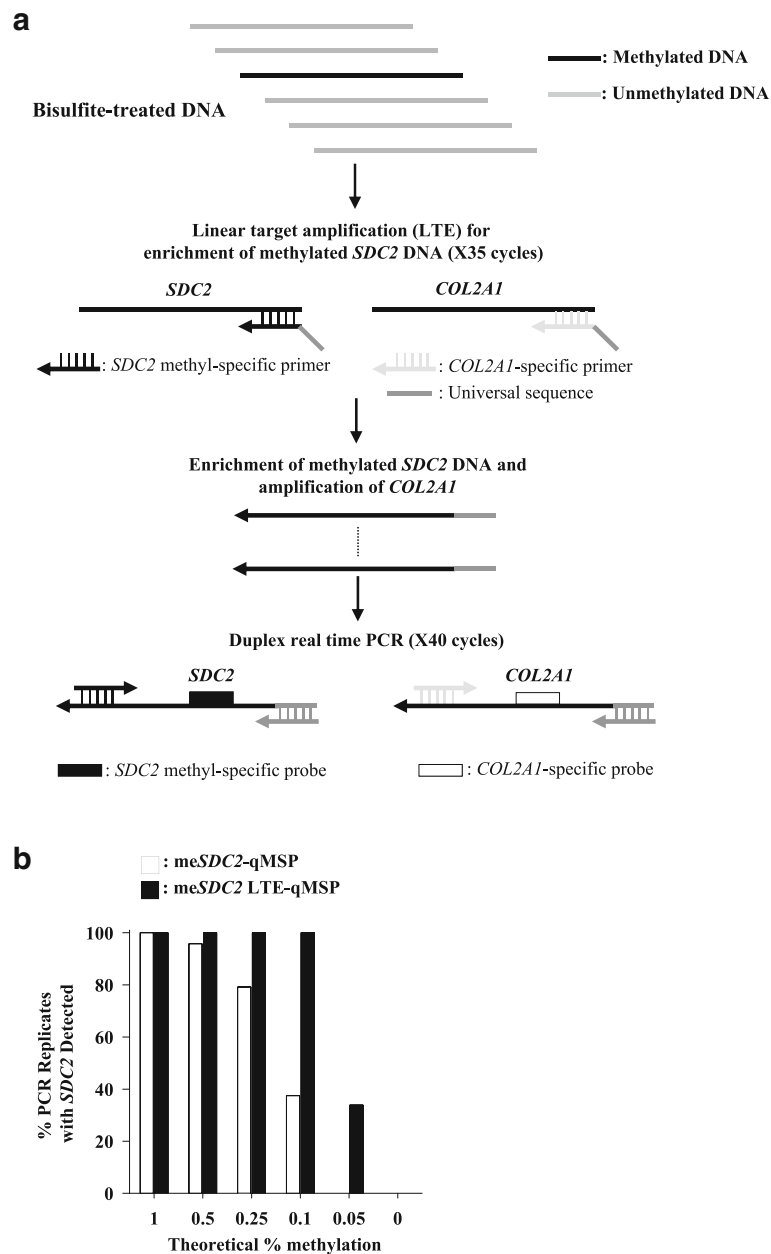 a
: Methylated DNA
: Unmethylated DNA
Bisulfite-treated DNA
Linear target amplification (LTE) for
enrichment of methylated SDC2 DNA (X35 cycles)
SDC2
COL2A1
: SDC2 methyl-specific primer
: COL2A1-specific primer
: Universal sequence
Enrichment of methylated SDC2 DNA and
amplification of COL2A1
Duplex real time PCR (X40 cycles)
SDC2
COL2A1
: SDC2 methyl-specific probe
: COL2A1-specific probe
b
: meSDC2-qMSP
: meSDC2 LTE-qMSP
% PCR Replicates
with SDC2 Detected
100
80
60
40
20
0
1 0.5 0.25 0.1 0.05 0
Theoretical % methylation